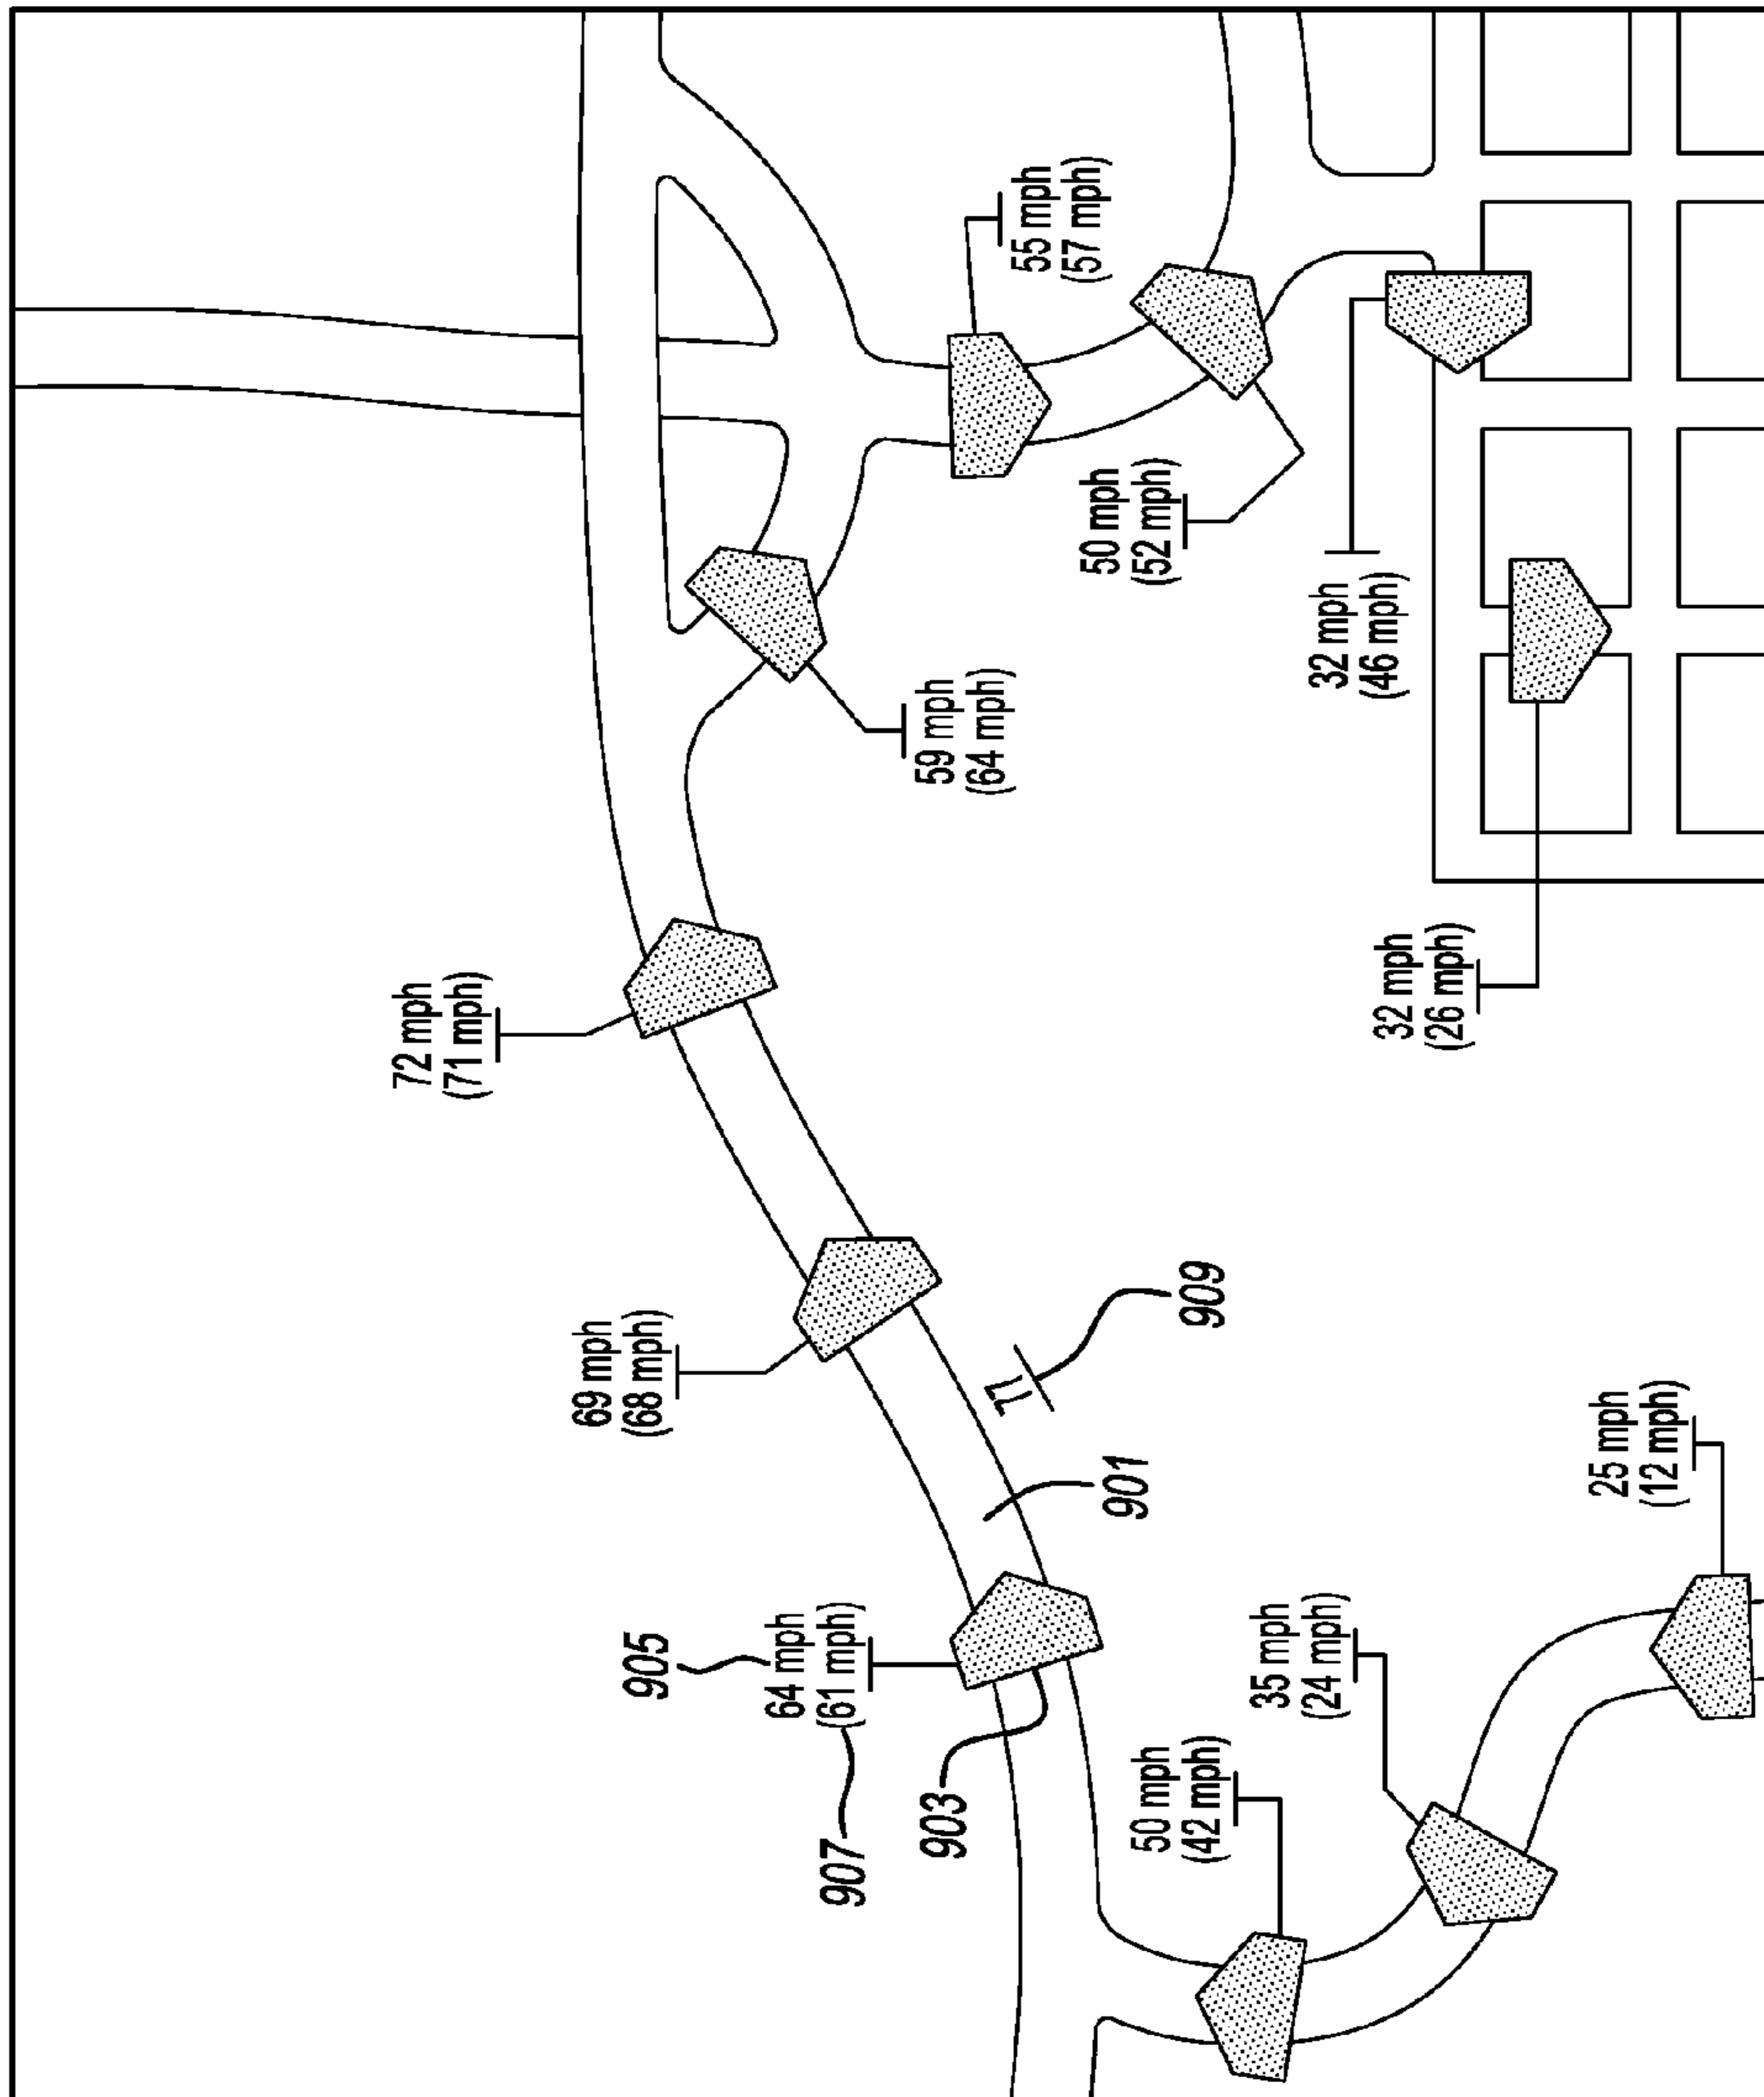 72 mph
(71 mph)
69 mph
(68 mph)
905
64 mph
(61 mph)
907
903
59 mph
(64 mph)
55 mph
(57 mph)
50 mph
(52 mph)
901
50 mph
(42 mph)
909
35 mph
(24 mph)
32 mph
(46 mph)
32 mph
(26 mph)
25 mph
(12 mph)